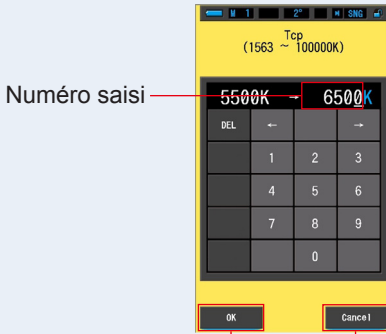 M 1 2° SNG
Tcp
(1563 ~ 100000K)
Numéro saisi
5500K → 6500K
DEL ← →
1 2 3
4 5 6
7 8 9
0
OK Cancel